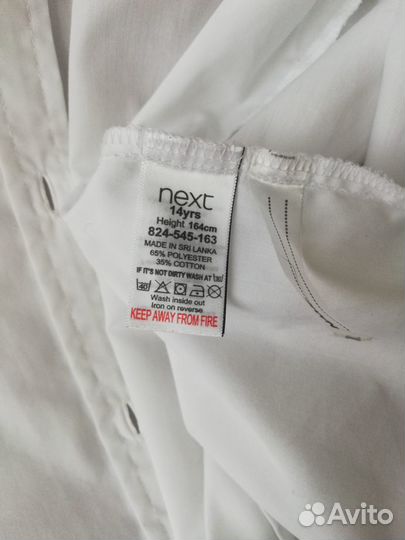 next
14yrs
Height 164cm
824-545-163
MADE IN SRI LANKA
65% POLYESTER
35% COTTON
IF IT'S NOT DIRTY WASH AT 30°
40°
Wash inside out
Iron on reverse
KEEP AWAY FROM FIRE
Avito